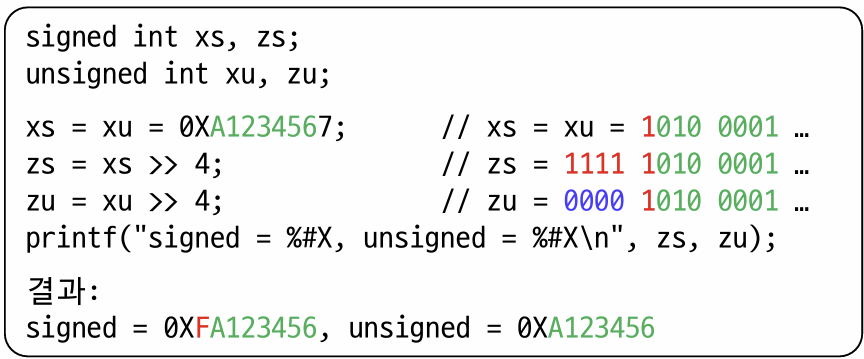 signed int xs, zs;
unsigned int xu, zu;
xs = xu = 0XA1234567; // xs = xu = 1010 0001 …
zs = xs >> 4; // zs = 1111 1010 0001 …
zu = xu >> 4; // zu = 0000 1010 0001 …
printf("signed = %#X, unsigned = %#X\n", zs, zu);
결과:
signed = 0XFA123456, unsigned = 0XA123456